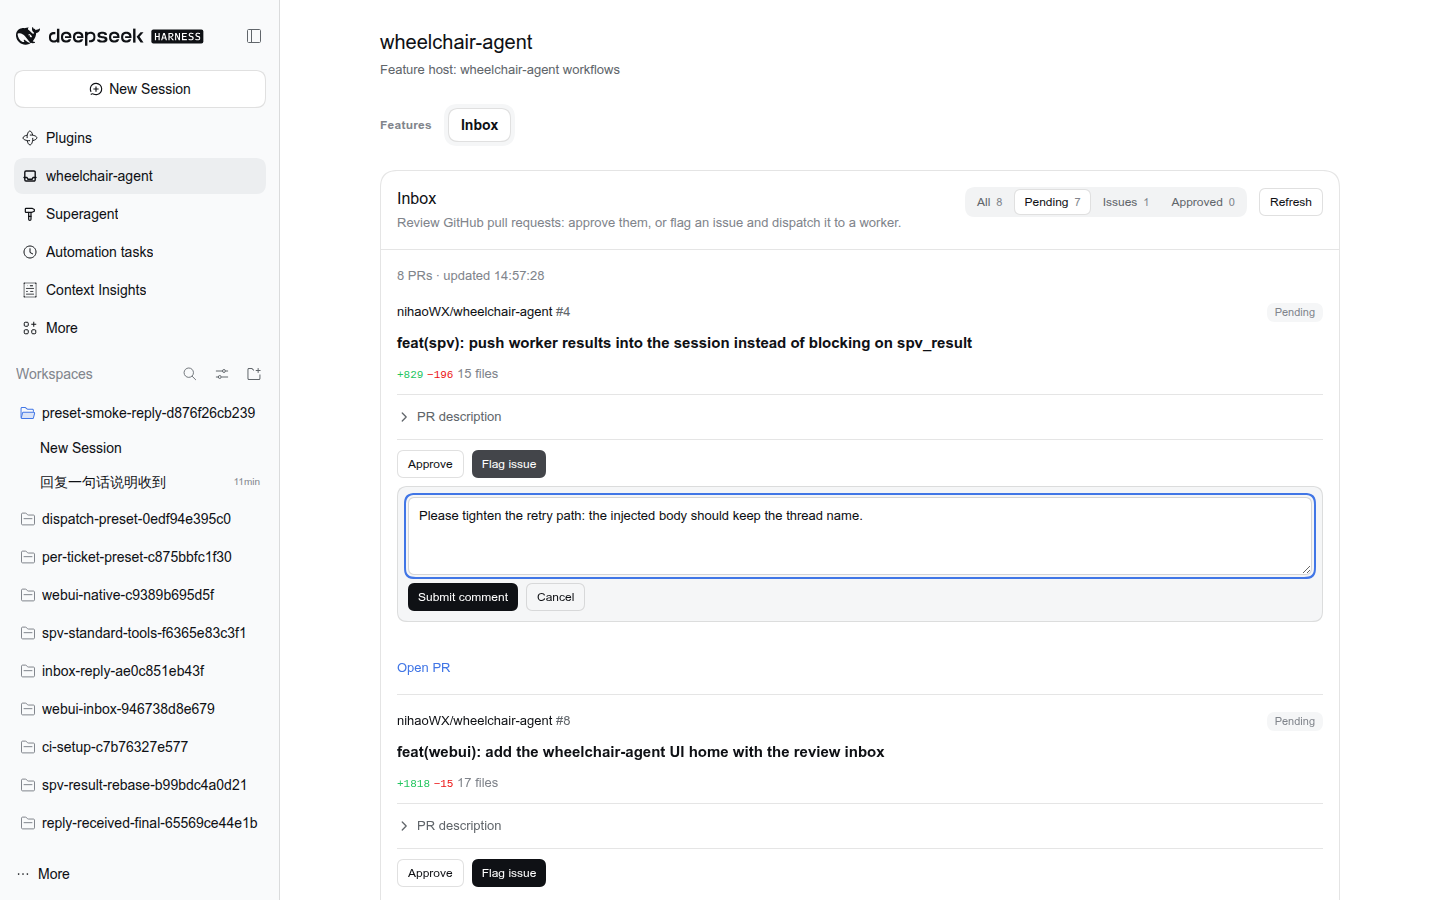 deepseek HARNESS
New Session
Plugins
wheelchair-agent
Superagent
Automation tasks
Context Insights
More
Workspaces
preset-smoke-reply-d876f26cb239
New Session
回复一句话说明收到 11min
dispatch-preset-0edf94e395c0
per-ticket-preset-c875bbfc1f30
webui-native-c9389b695d5f
spv-standard-tools-f6365e83c3f1
inbox-reply-ae0c851eb43f
webui-inbox-946738d8e679
ci-setup-c7b76327e577
spv-result-rebase-b99bdc4a0d21
reply-received-final-65569ce44e1b
More
wheelchair-agent
Feature host: wheelchair-agent workflows
Features Inbox
Inbox
Review GitHub pull requests: approve them, or flag an issue and dispatch it to a worker.
All 8 Pending 7 Issues 1 Approved 0 Refresh
8 PRs · updated 14:57:28
nihaoWX/wheelchair-agent #4 Pending
feat(spv): push worker results into the session instead of blocking on spv_result
+829 −196 15 files
PR description
Approve Flag issue
Please tighten the retry path: the injected body should keep the thread name.
Submit comment Cancel
Open PR
nihaoWX/wheelchair-agent #8 Pending
feat(webui): add the wheelchair-agent UI home with the review inbox
+1818 −15 17 files
PR description
Approve Flag issue